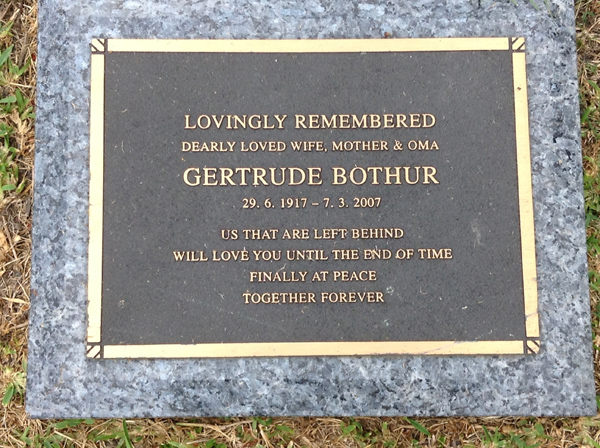 LOVINGLY REMEMBERED
DEARLY LOVED WIFE, MOTHER & OMA
GERTRUDE BOTHUR
29. 6. 1917 – 7. 3. 2007
US THAT ARE LEFT BEHIND
WILL LOVE YOU UNTIL THE END OF TIME
FINALLY AT PEACE
TOGETHER FOREVER